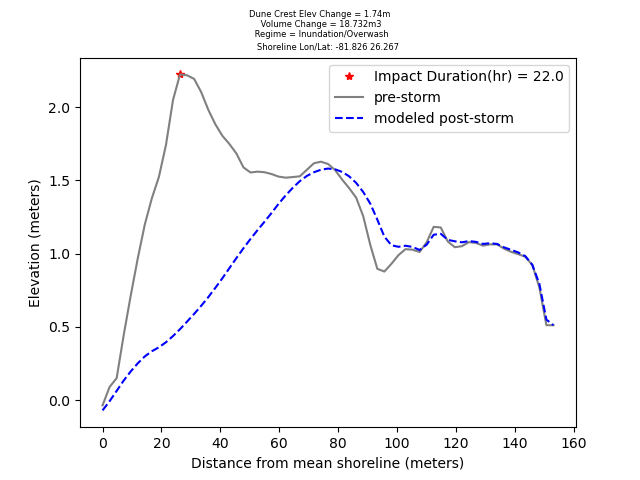 Dune Crest Elev Change = 1.74m
Volume Change = 18.732m3
Regime = Inundation/Overwash
Shoreline Lon/Lat: -81.826 26.267
Impact Duration(hr) = 22.0
pre-storm
modeled post-storm
Elevation (meters)
2.0
1.5
1.0
0.5
0.0
0 20 40 60 80 100 120 140 160
Distance from mean shoreline (meters)